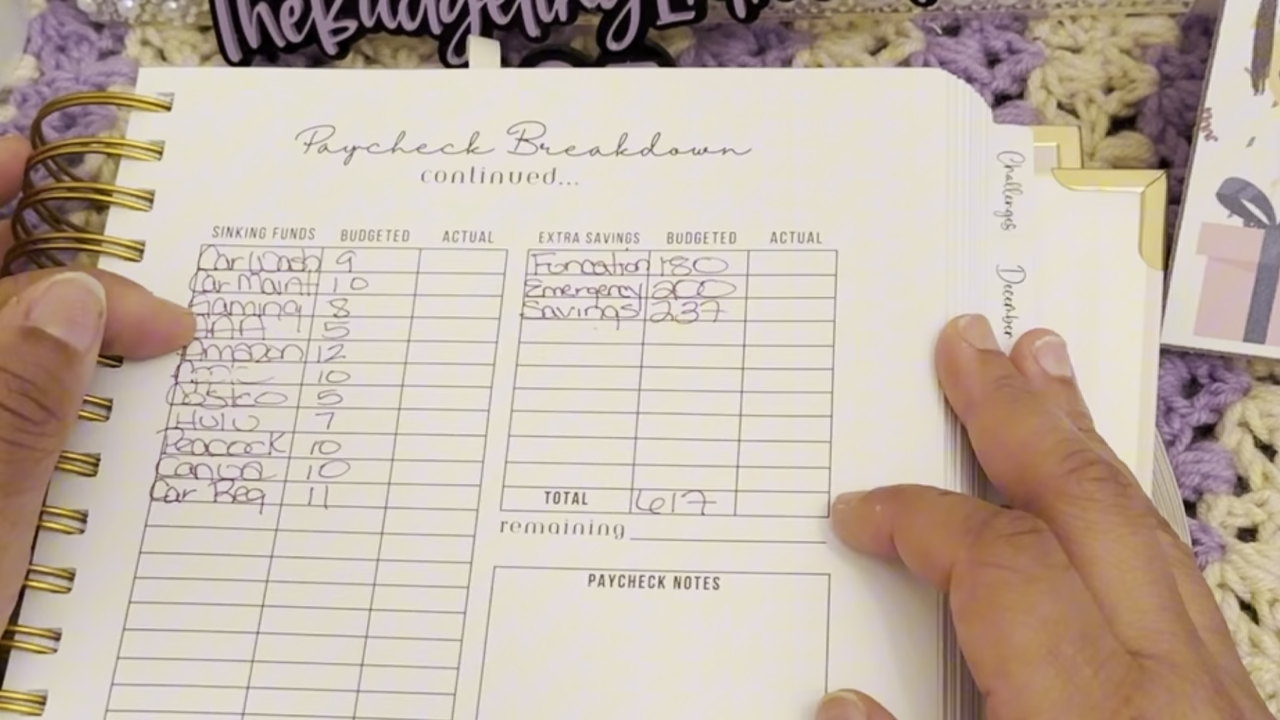 TheBudgeting
Paycheck Breakdown
continued...
SINKING FUNDS BUDGETED ACTUAL
Car Wash 9
Car Maint 10
Gaming 8
AAA 5
Amazon 12
10
Costco 5
Hulu 7
Peacock 10
Canva 10
Car Reg 11
EXTRA SAVINGS BUDGETED ACTUAL
Foncation 180
Emergency 200
Savings 237
TOTAL 617
remaining
PAYCHECK NOTES
Challenges
December